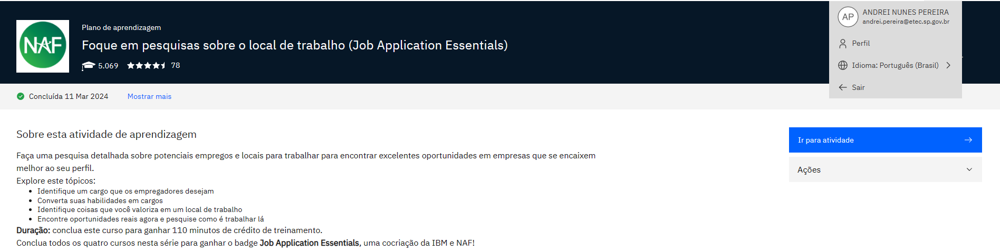 NAF
Plano de aprendizagem
Foque em pesquisas sobre o local de trabalho (Job Application Essentials)
5.069 78
AP
ANDREI NUNES PEREIRA
andrei.pereira@etec.sp.gov.br
Perfil
Idioma: Português (Brasil)
Sair
Concluída 11 Mar 2024 Mostrar mais
Sobre esta atividade de aprendizagem
Faça uma pesquisa detalhada sobre potenciais empregos e locais para trabalhar para encontrar excelentes oportunidades em empresas que se encaixem
melhor ao seu perfil.
Explore este tópicos:
• Identifique um cargo que os empregadores desejam
• Converta suas habilidades em cargos
• Identifique coisas que você valoriza em um local de trabalho
• Encontre oportunidades reais agora e pesquise como é trabalhar lá
Duração: conclua este curso para ganhar 110 minutos de crédito de treinamento.
Conclua todos os quatro cursos nesta série para ganhar o badge Job Application Essentials, uma cocriação da IBM e NAF!
Ir para atividade
Ações